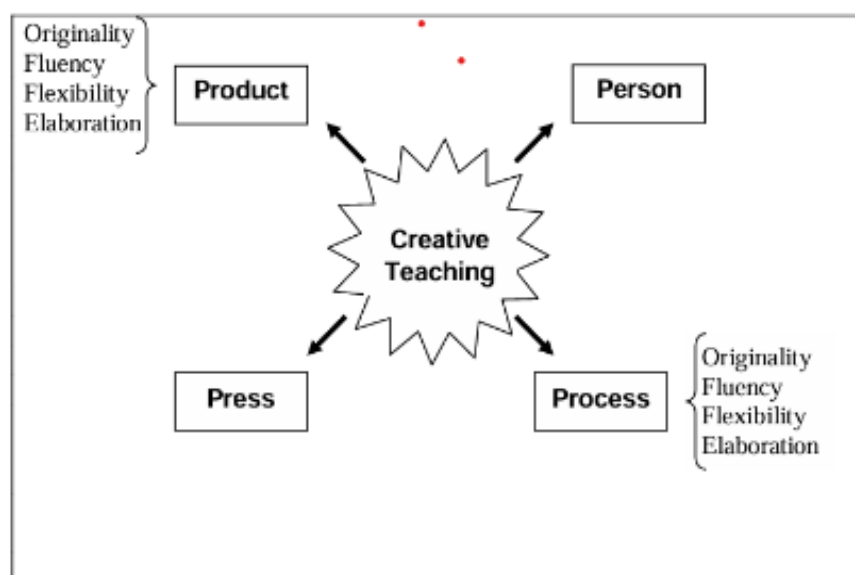 Originality
Fluency
Flexibility
Elaboration
Product
Person
Creative
Teaching
Press
Process
Originality
Fluency
Flexibility
Elaboration